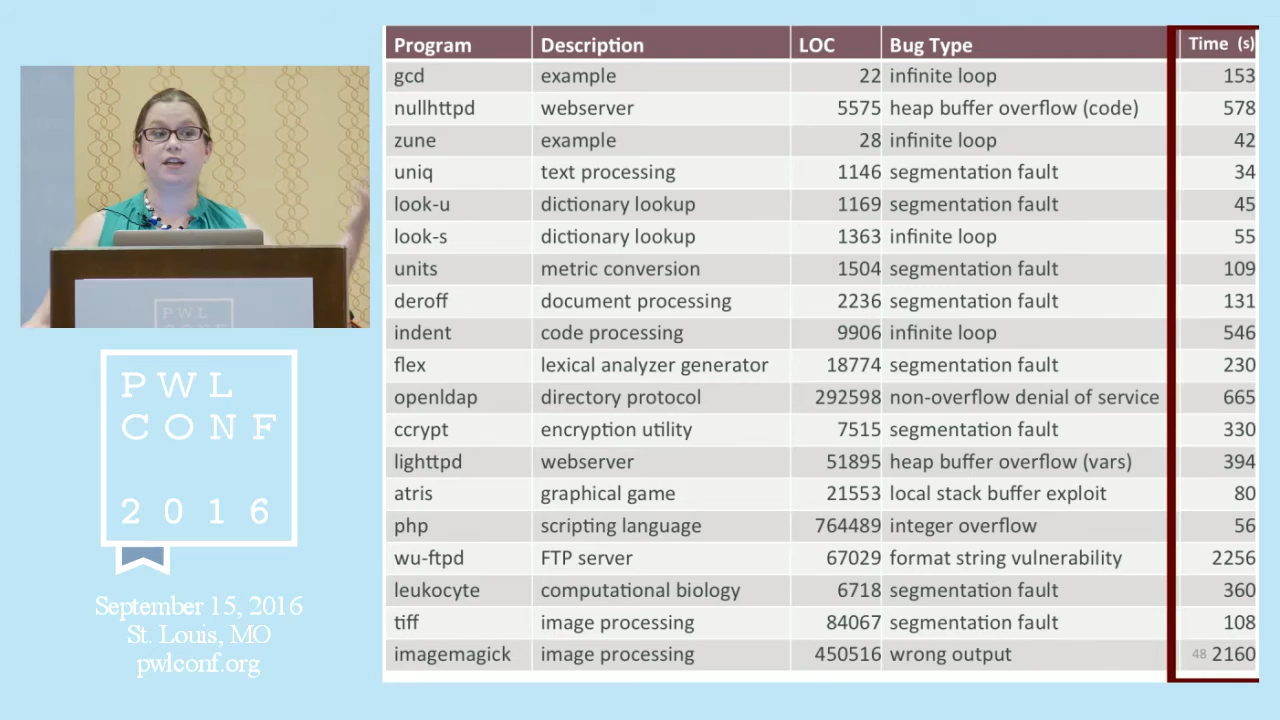 PWL
CONF
PWL
CONF
2016
September 15, 2016
St. Louis, MO
pwlconf.org
Program Description LOC Bug Type Time (s)
gcd example 22 infinite loop 153
nullhttpd webserver 5575 heap buffer overflow (code) 578
zune example 28 infinite loop 42
uniq text processing 1146 segmentation fault 34
look-u dictionary lookup 1169 segmentation fault 45
look-s dictionary lookup 1363 infinite loop 55
units metric conversion 1504 segmentation fault 109
deroff document processing 2236 segmentation fault 131
indent code processing 9906 infinite loop 546
flex lexical analyzer generator 18774 segmentation fault 230
openldap directory protocol 292598 non-overflow denial of service 665
ccrypt encryption utility 7515 segmentation fault 330
lighttpd webserver 51895 heap buffer overflow (vars) 394
atris graphical game 21553 local stack buffer exploit 80
php scripting language 764489 integer overflow 56
wu-ftpd FTP server 67029 format string vulnerability 2256
leukocyte computational biology 6718 segmentation fault 360
tiff image processing 84067 segmentation fault 108
imagemagick image processing 450516 wrong output 48 2160